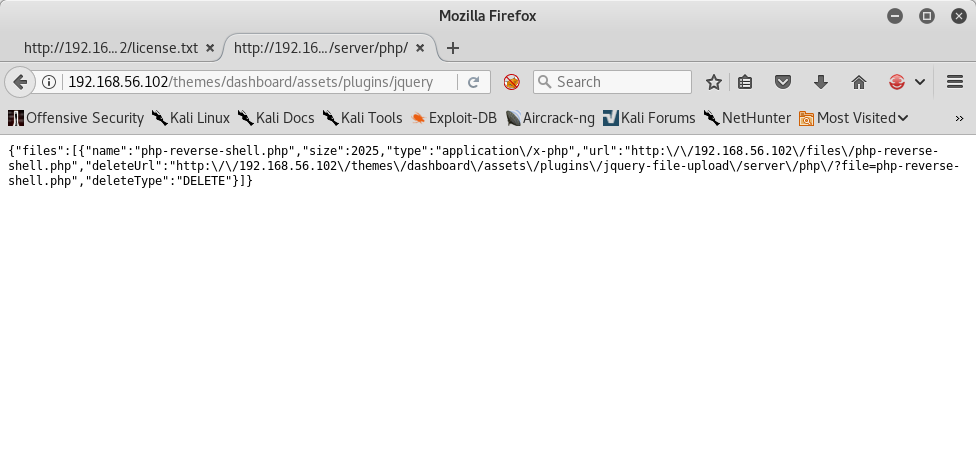 Mozilla Firefox
http://192.16...2/license.txt
http://192.16.../server/php/
192.168.56.102/themes/dashboard/assets/plugins/jquery
Search
Offensive Security Kali Linux Kali Docs Kali Tools Exploit-DB Aircrack-ng Kali Forums NetHunter Most Visited
{"files":[{"name":"php-reverse-shell.php","size":2025,"type":"application\/x-php","url":"http:\/\/192.168.56.102\/files\/php-reverse-
shell.php","deleteUrl":"http:\/\/192.168.56.102\/themes\/dashboard\/assets\/plugins\/jquery-file-upload\/server\/php\/?file=php-reverse-
shell.php","deleteType":"DELETE"}]}